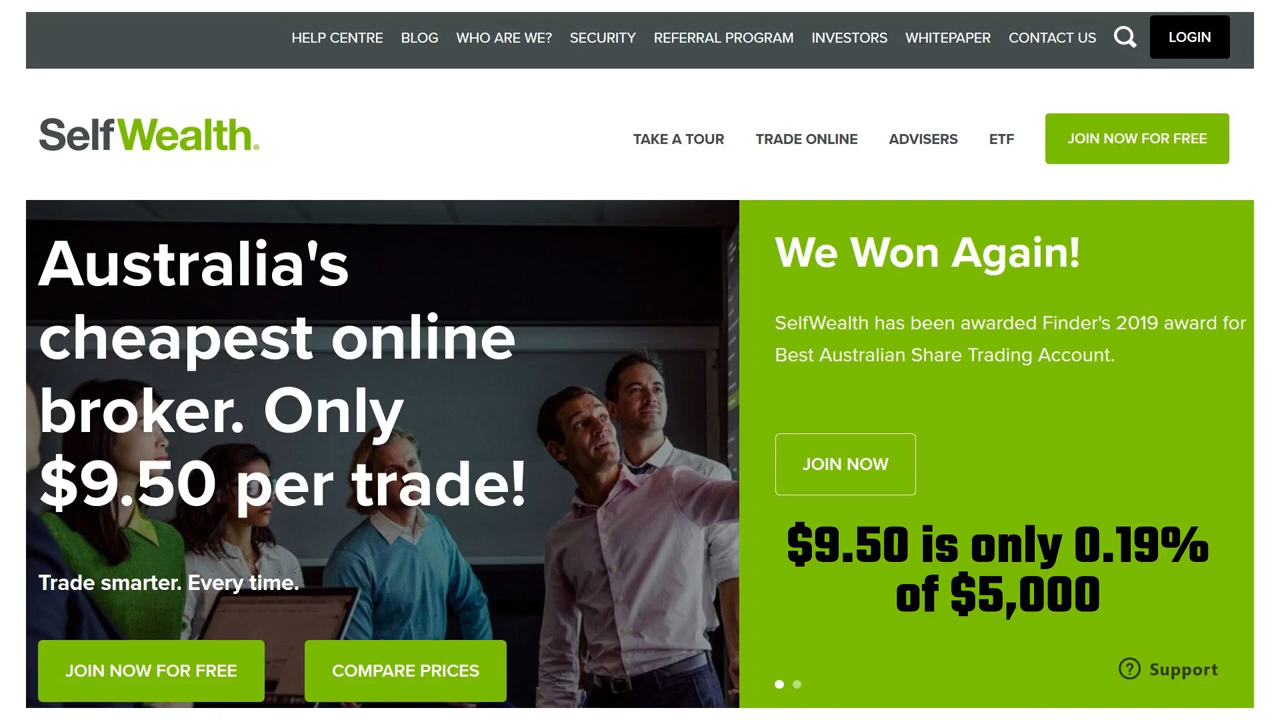 HELP CENTRE BLOG WHO ARE WE? SECURITY REFERRAL PROGRAM INVESTORS WHITEPAPER CONTACT US LOGIN
SelfWealth®
TAKE A TOUR TRADE ONLINE ADVISERS ETF JOIN NOW FOR FREE
Australia's
cheapest online
broker. Only
$9.50 per trade!
Trade smarter. Every time.
JOIN NOW FOR FREE COMPARE PRICES
We Won Again!
SelfWealth has been awarded Finder's 2019 award for
Best Australian Share Trading Account.
JOIN NOW
$9.50 is only 0.19%
of $5,000
? Support